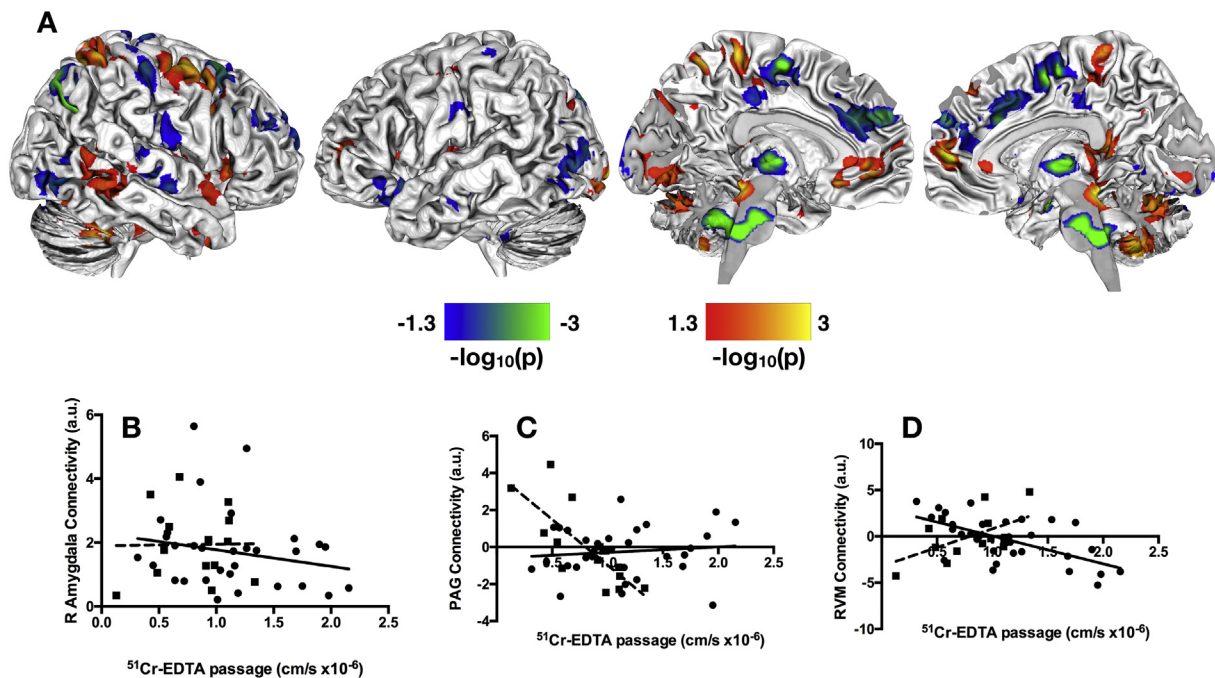 A
-1.3 -3 1.3 3
-log10(p) -log10(p)
B
R Amygdala Connectivity (a.u.)
6
4
2
0
0.0 0.5 1.0 1.5 2.0 2.5
51Cr-EDTA passage (cm/s x10-6)
C
PAG Connectivity (a.u.)
6
4
2
0
-2
-4
0.5 1.0 1.5 2.0 2.5
51Cr-EDTA passage (cm/s x10-6)
D
RVM Connectivity (a.u.)
10
5
0
-5
-10
0.5 1.0 1.5 2.0 2.5
51Cr-EDTA passage (cm/s x10-6)